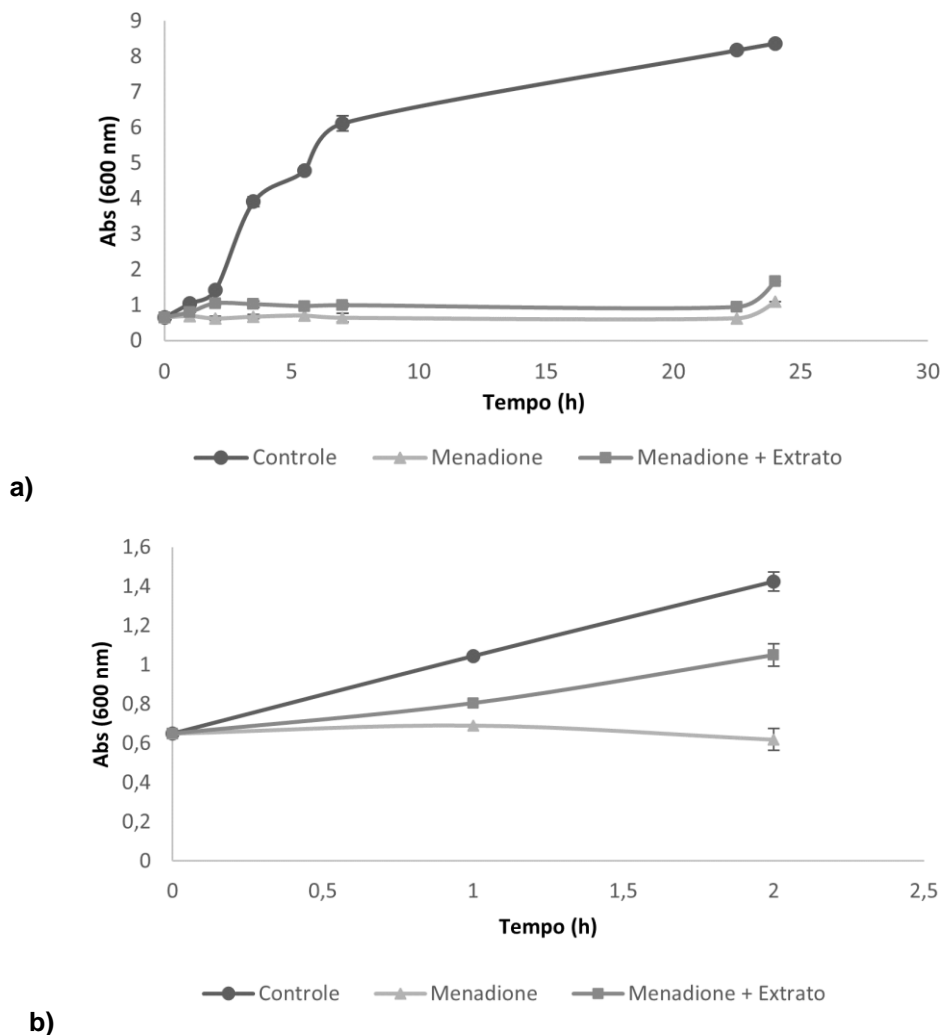 9
8
7
6
5
4
3
2
1
0
Abs (600 nm)
0 5 10 15 20 25 30
Tempo (h)
Controle Menadione Menadione + Extrato
a)
1,6
1,4
1,2
1
0,8
0,6
0,4
0,2
0
Abs (600 nm)
0 0,5 1 1,5 2 2,5
Tempo (h)
Controle Menadione Menadione + Extrato
b)